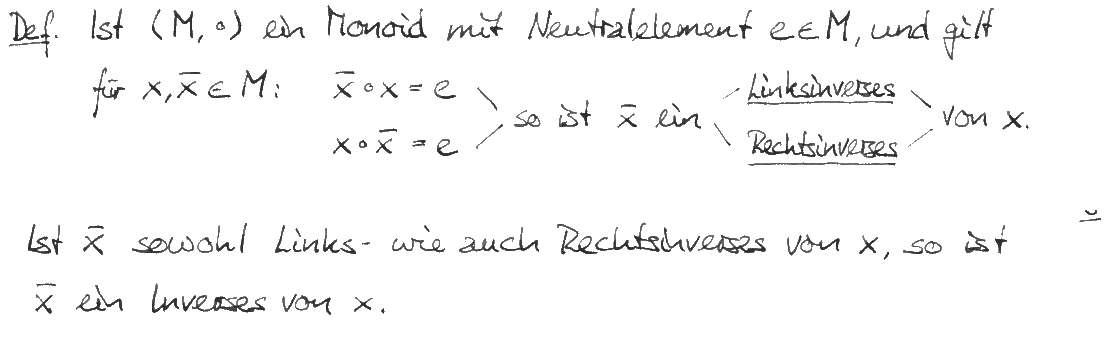 Def. Ist (M, ∘) ein Monoid mit Neutralelement e∈M, und gilt
für x, x̄ ∈ M: x̄ ∘ x = e Linksinverses
so ist x̄ ein von x.
x ∘ x̄ = e Rechtsinverses
Ist x̄ sowohl Links- wie auch Rechtsinverses von x, so ist
x̄ ein Inverses von x.